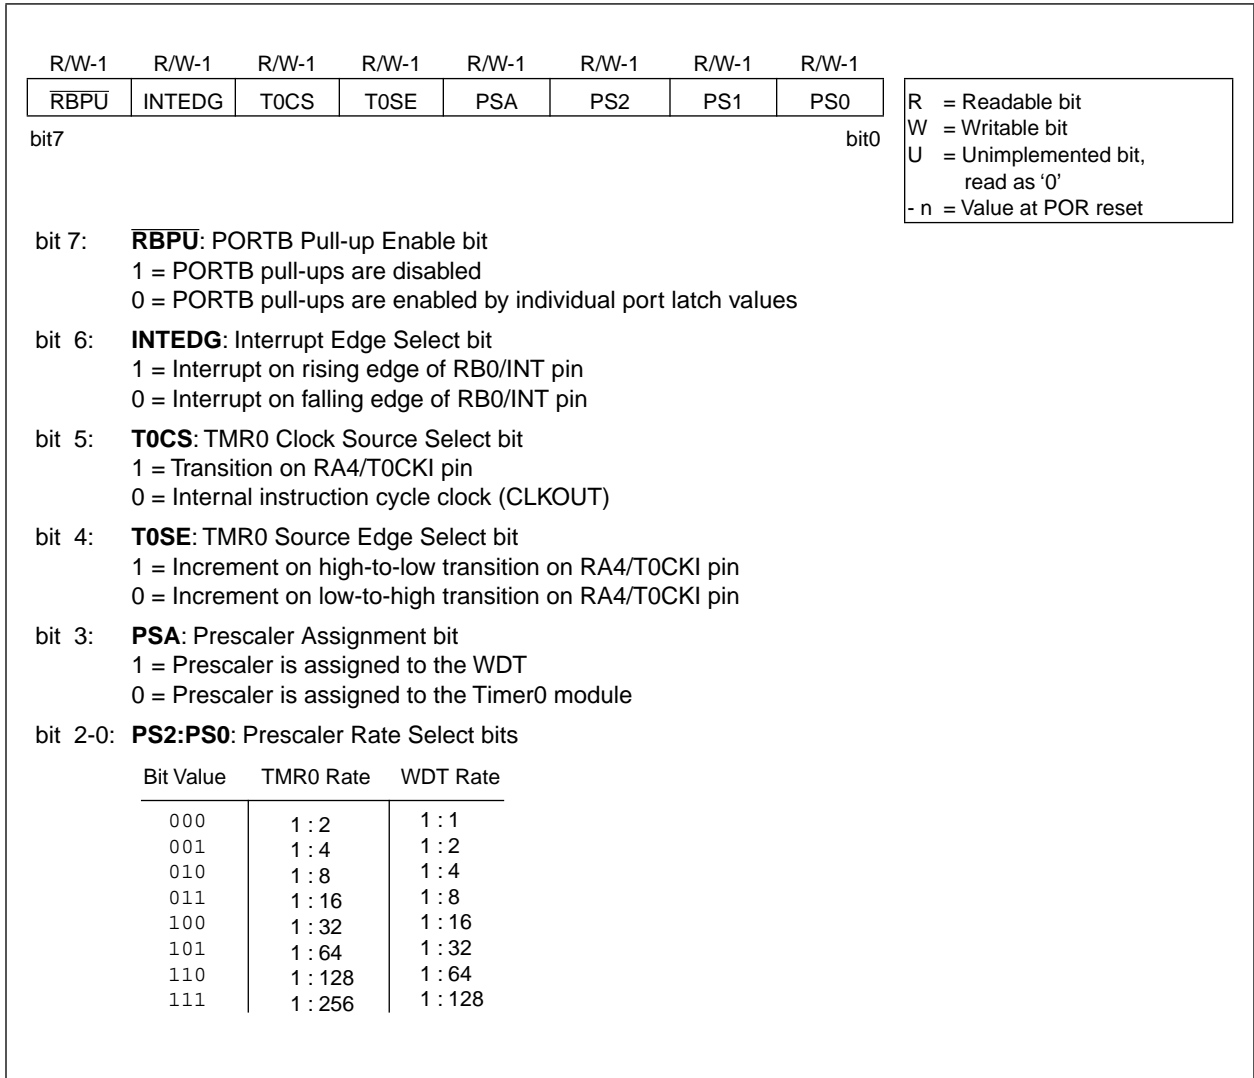 R/W-1 R/W-1 R/W-1 R/W-1 R/W-1 R/W-1 R/W-1 R/W-1
RBPU INTEDG T0CS T0SE PSA PS2 PS1 PS0
bit7 bit0
R = Readable bit
W = Writable bit
U = Unimplemented bit,
read as ‘0’
- n = Value at POR reset
bit 7: RBPU: PORTB Pull-up Enable bit
1 = PORTB pull-ups are disabled
0 = PORTB pull-ups are enabled by individual port latch values
bit 6: INTEDG: Interrupt Edge Select bit
1 = Interrupt on rising edge of RB0/INT pin
0 = Interrupt on falling edge of RB0/INT pin
bit 5: T0CS: TMR0 Clock Source Select bit
1 = Transition on RA4/T0CKI pin
0 = Internal instruction cycle clock (CLKOUT)
bit 4: T0SE: TMR0 Source Edge Select bit
1 = Increment on high-to-low transition on RA4/T0CKI pin
0 = Increment on low-to-high transition on RA4/T0CKI pin
bit 3: PSA: Prescaler Assignment bit
1 = Prescaler is assigned to the WDT
0 = Prescaler is assigned to the Timer0 module
bit 2-0: PS2:PS0: Prescaler Rate Select bits
Bit Value TMR0 Rate WDT Rate
000 1 : 2 1 : 1
001 1 : 4 1 : 2
010 1 : 8 1 : 4
011 1 : 16 1 : 8
100 1 : 32 1 : 16
101 1 : 64 1 : 32
110 1 : 128 1 : 64
111 1 : 256 1 : 128